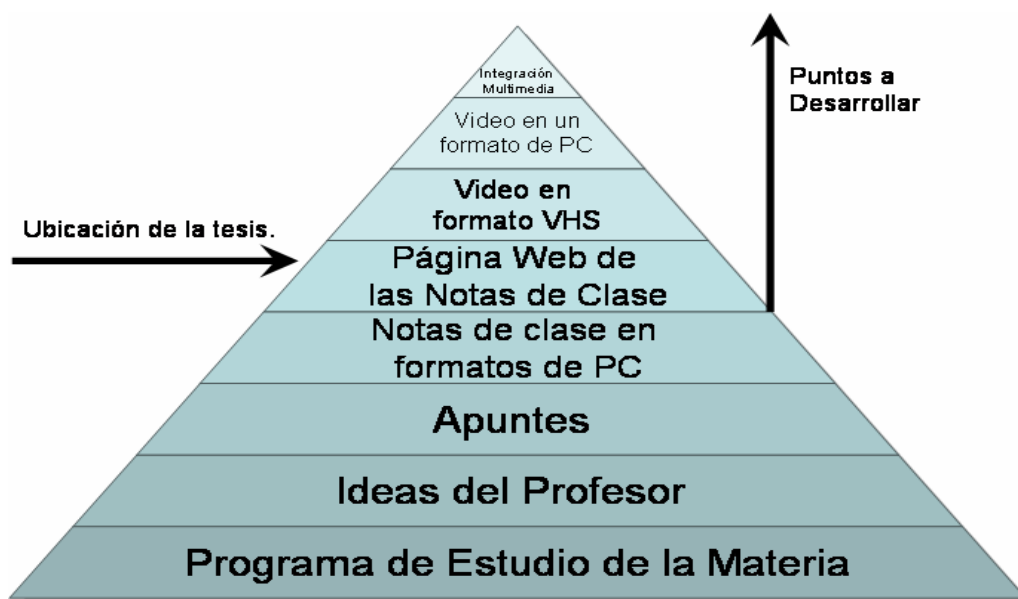 Integración
Multimedia
Puntos a
Desarrollar
Video en un
formato de PC
Video en
formato VHS
Ubicación de la tesis.
Página Web de
las Notas de Clase
Notas de clase en
formatos de PC
Apuntes
Ideas del Profesor
Programa de Estudio de la Materia